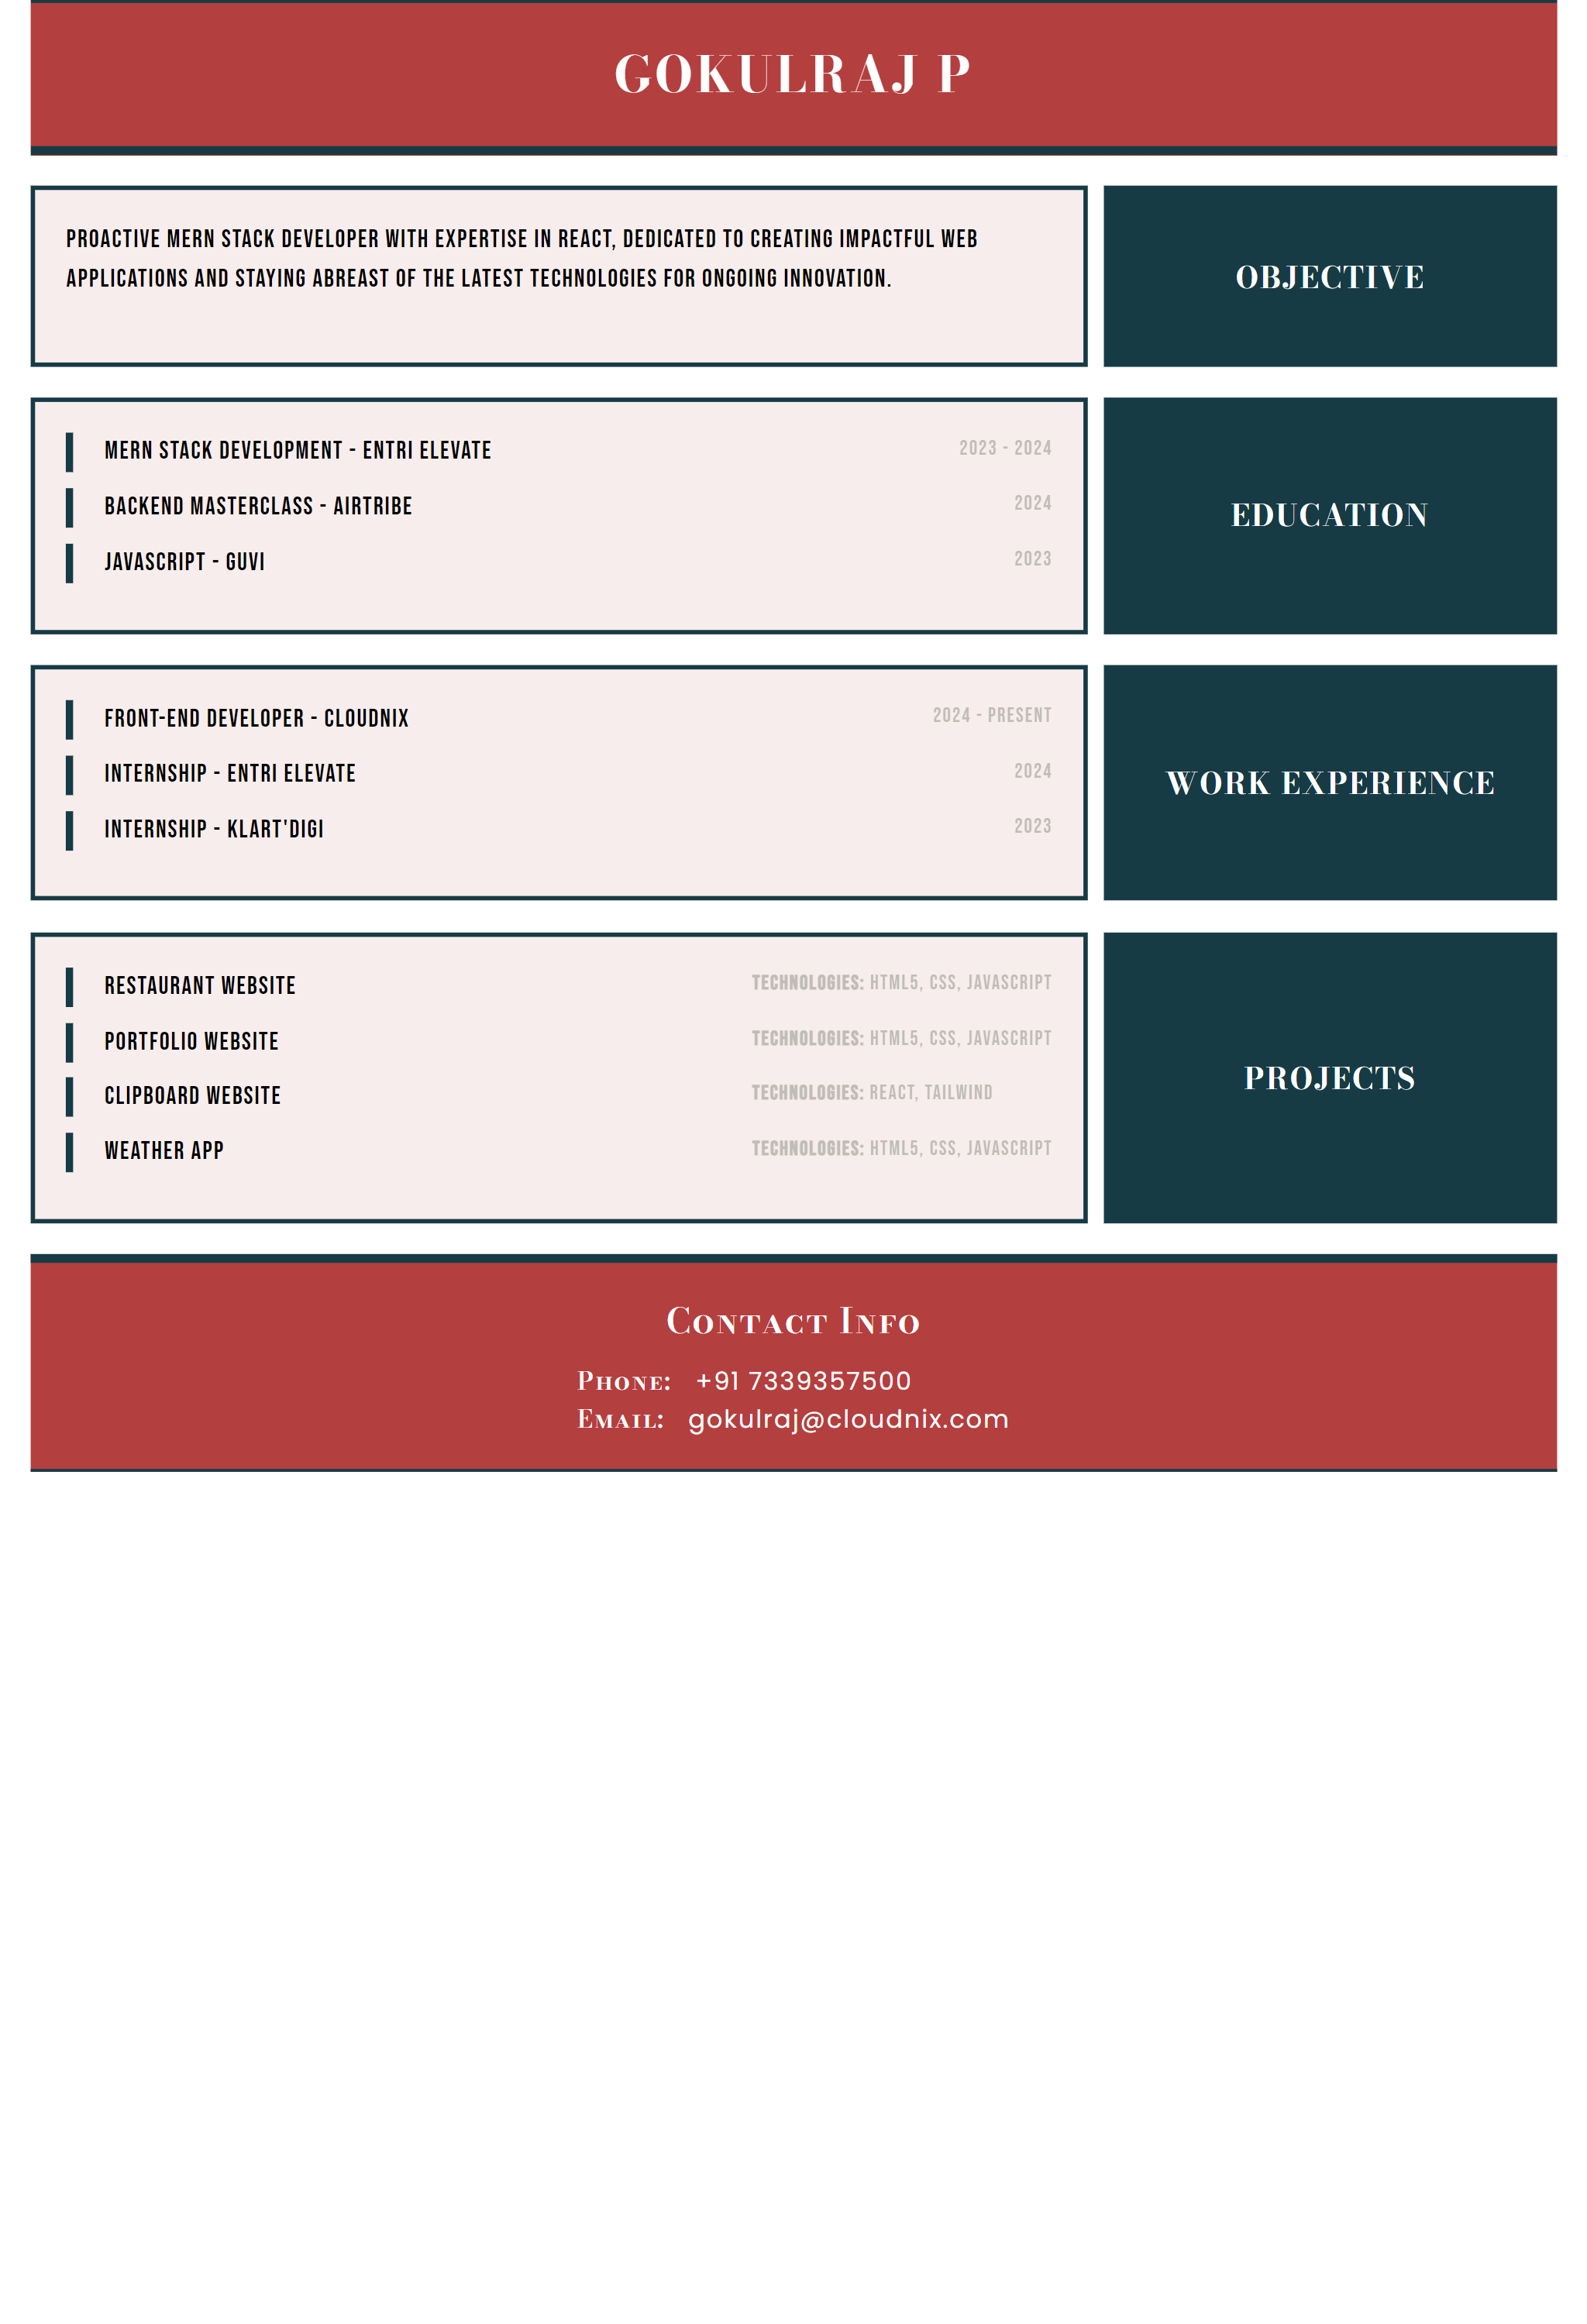 GOKULRAJ P
PROACTIVE MERN STACK DEVELOPER WITH EXPERTISE IN REACT, DEDICATED TO CREATING IMPACTFUL WEB
APPLICATIONS AND STAYING ABREAST OF THE LATEST TECHNOLOGIES FOR ONGOING INNOVATION.
OBJECTIVE
MERN STACK DEVELOPMENT - ENTRI ELEVATE 2023 - 2024
BACKEND MASTERCLASS - AIRTRIBE 2024
JAVASCRIPT - GUVI 2023
EDUCATION
FRONT-END DEVELOPER - CLOUDNIX 2024 - PRESENT
INTERNSHIP - ENTRI ELEVATE 2024
INTERNSHIP - KLART'DIGI 2023
WORK EXPERIENCE
RESTAURANT WEBSITE TECHNOLOGIES: HTML5, CSS, JAVASCRIPT
PORTFOLIO WEBSITE TECHNOLOGIES: HTML5, CSS, JAVASCRIPT
CLIPBOARD WEBSITE TECHNOLOGIES: REACT, TAILWIND
WEATHER APP TECHNOLOGIES: HTML5, CSS, JAVASCRIPT
PROJECTS
Contact Info
Phone: +91 7339357500
Email: gokulraj@cloudnix.com